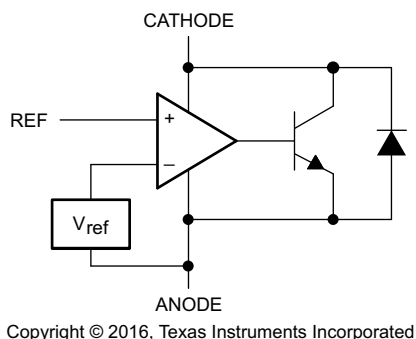 CATHODE
REF
+
−
Vref
ANODE
Copyright © 2016, Texas Instruments Incorporated